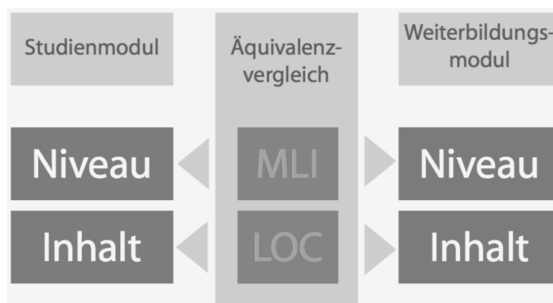 Studienmodul
Äquivalenz-
vergleich
Weiterbildungs-
modul
Niveau
MLI
Niveau
Inhalt
LOC
Inhalt